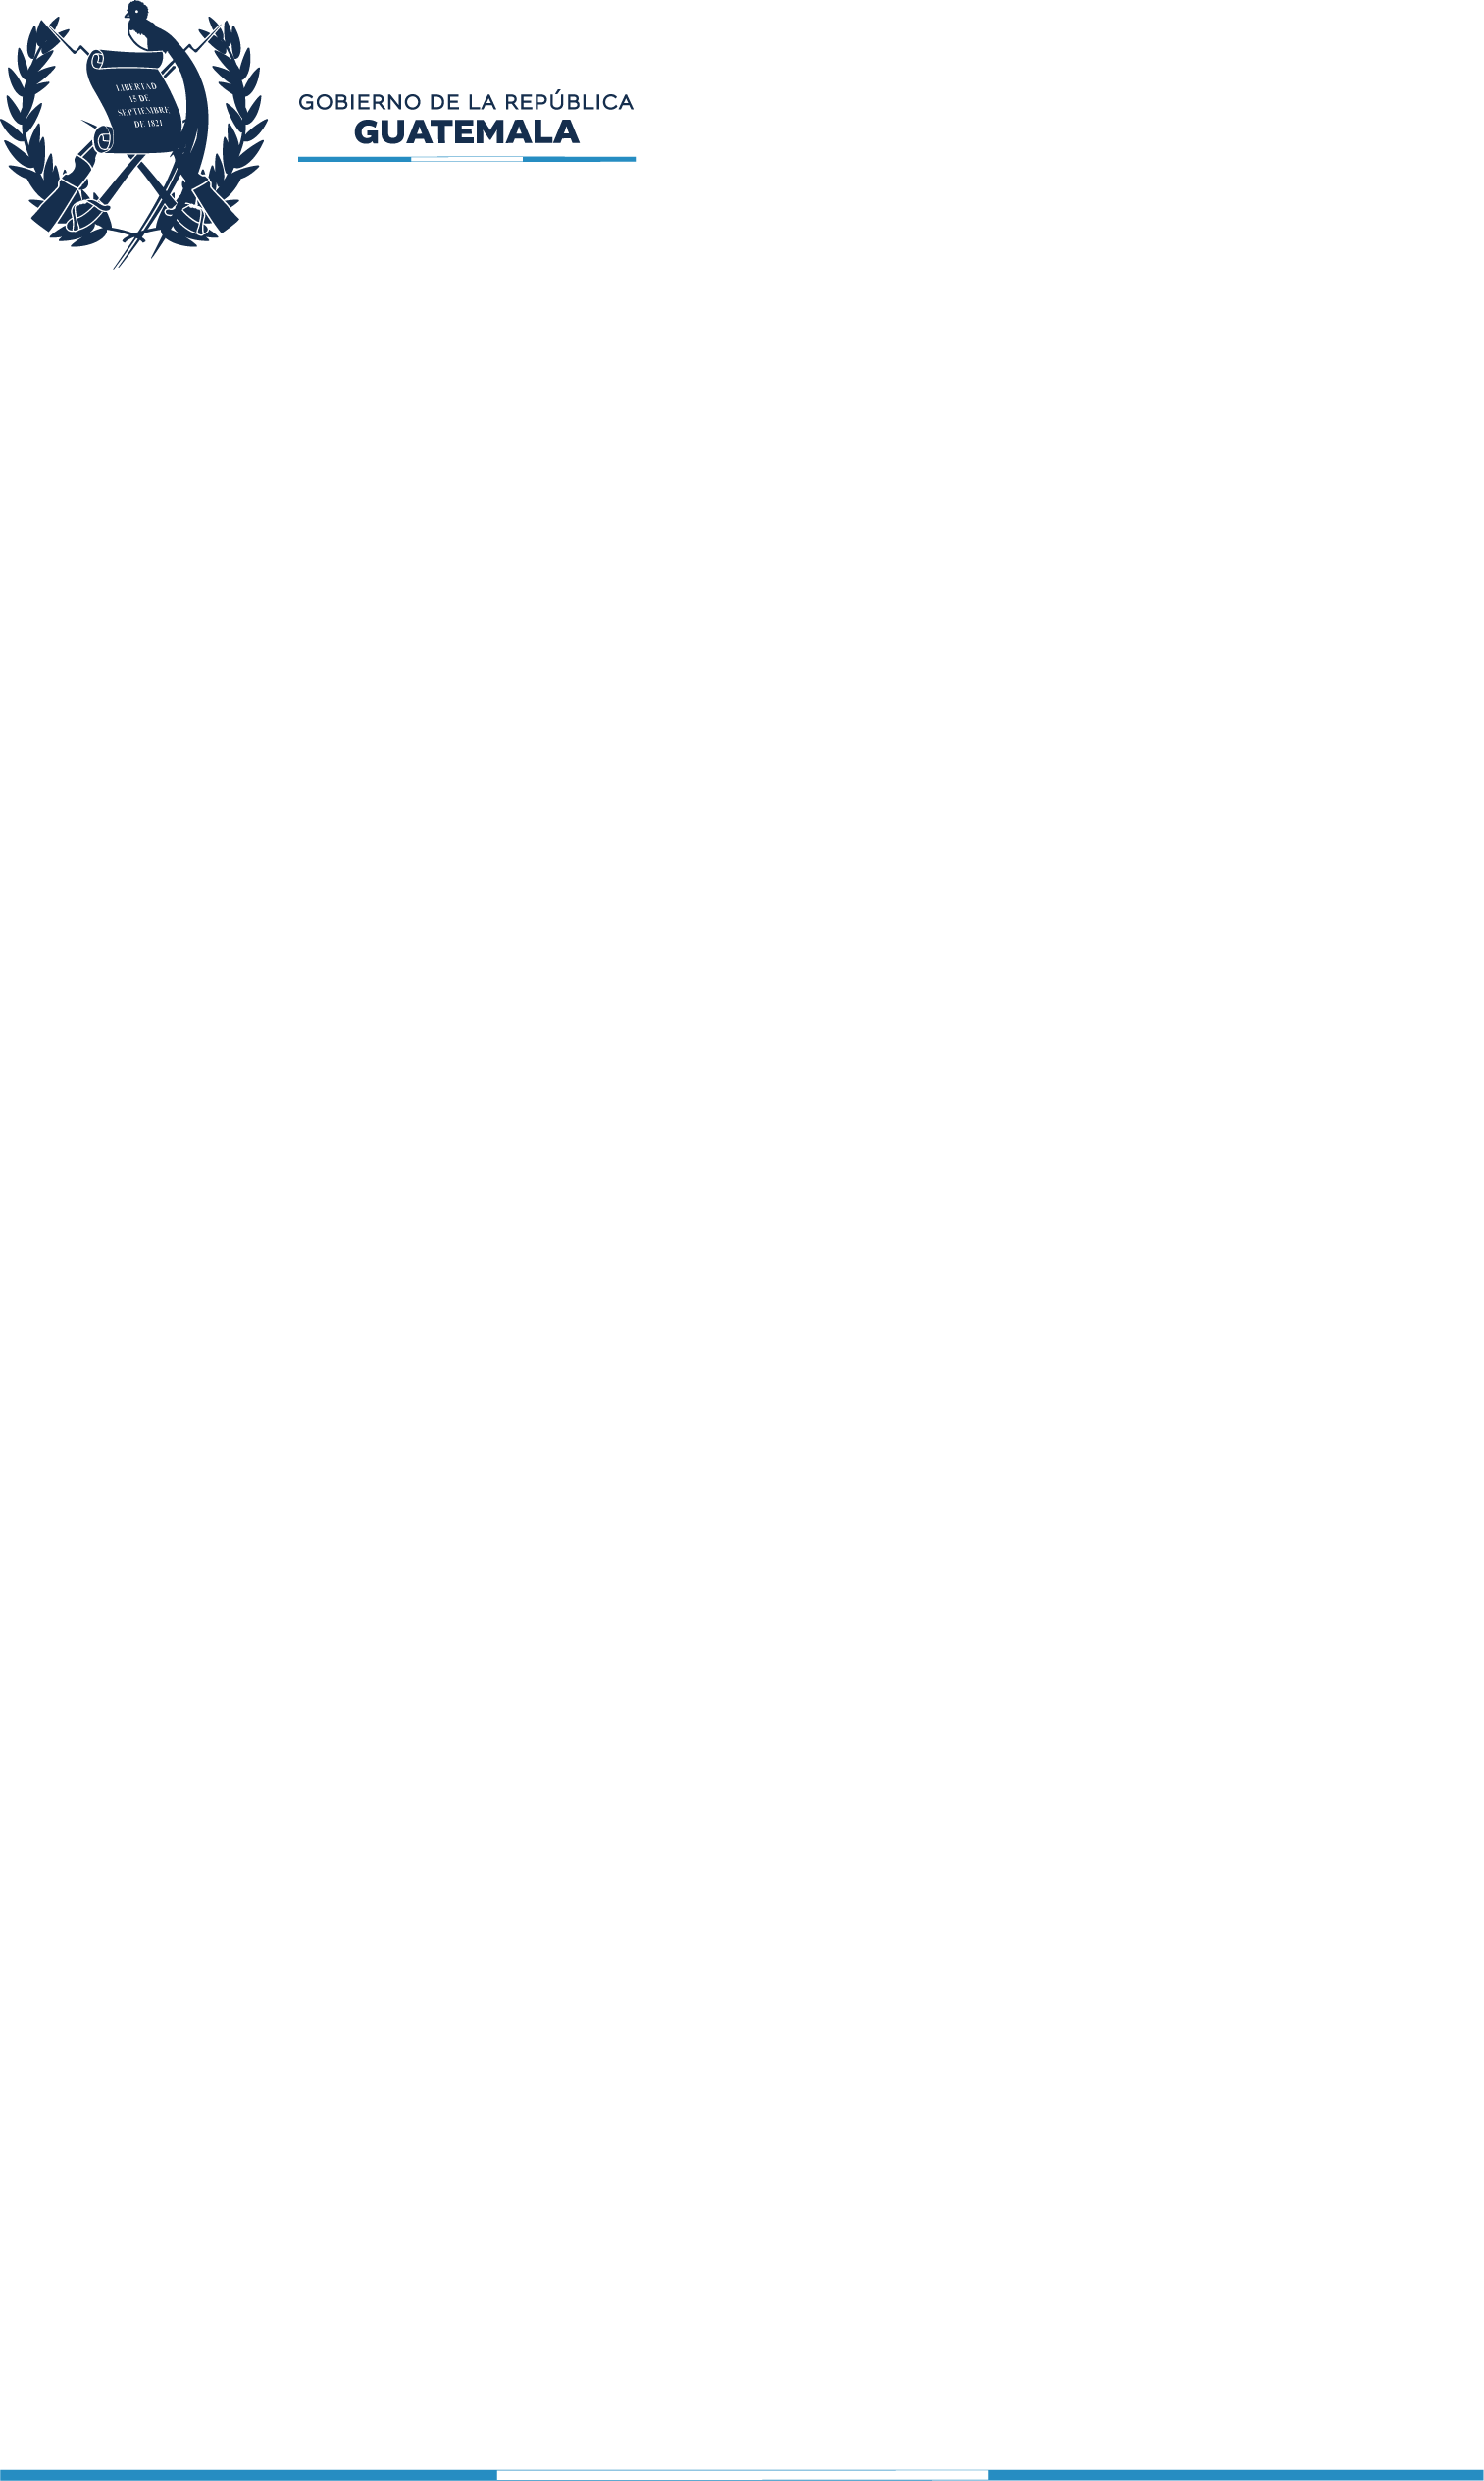 LIBERTAD
15 DE
SEPTIEMBRE
DE 1821
GOBIERNO DE LA REPÚBLICA
GUATEMALA